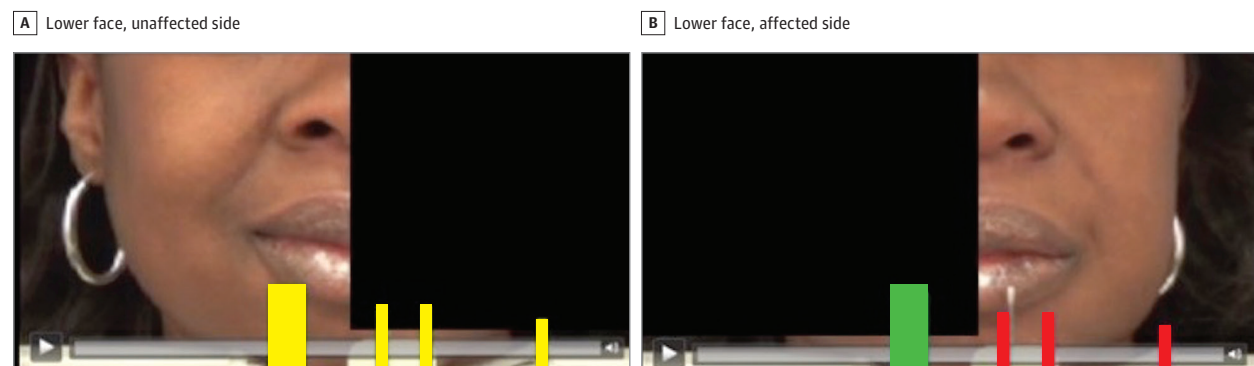 A Lower face, unaffected side
B Lower face, affected side